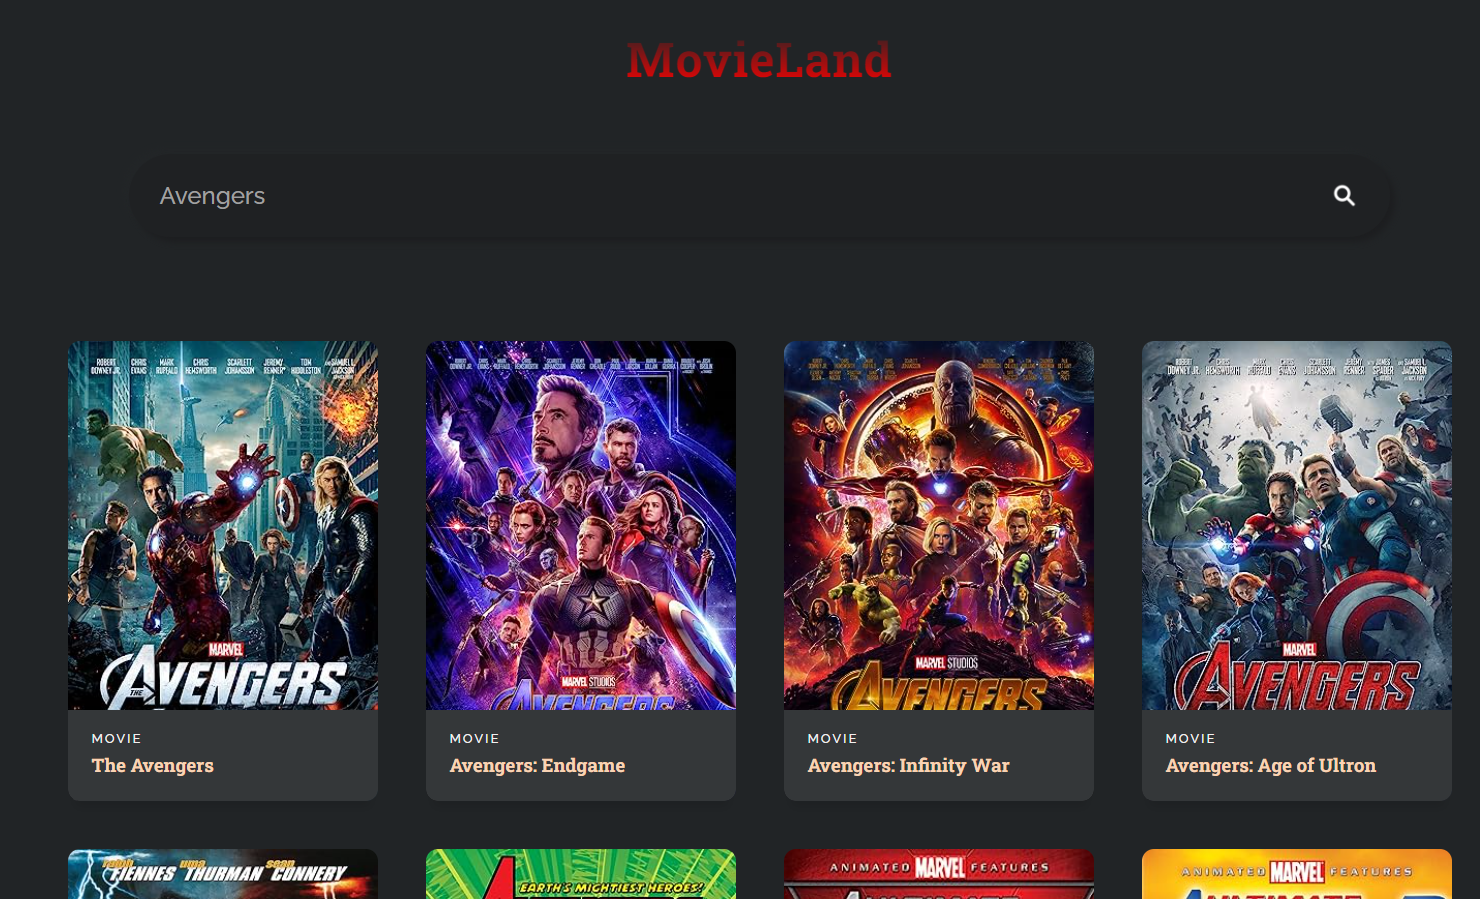 MovieLand
Avengers
ROBERT DOWNEY JR. CHRIS EVANS MARK RUFFALO CHRIS HEMSWORTH SCARLETT JOHANSSON JEREMY RENNER TOM HIDDLESTON AND SAMUEL L. JACKSON
MARVEL
THE AVENGERS
MOVIE
The Avengers
MARVEL STUDIOS
AVENGERS
MOVIE
Avengers: Endgame
MARVEL STUDIOS
AVENGERS
MOVIE
Avengers: Infinity War
ROBERT DOWNEY JR. CHRIS HEMSWORTH MARK RUFFALO CHRIS EVANS SCARLETT JOHANSSON JEREMY RENNER WITH JAMES SPADER AND SAMUEL L. JACKSON
MARVEL
AVENGERS
MOVIE
Avengers: Age of Ultron
ralph FIENNES uma THURMAN sean CONNERY
EARTH'S MIGHTIEST HEROES!
ANIMATED MARVEL FEATURES
ANIMATED MARVEL FEATURES